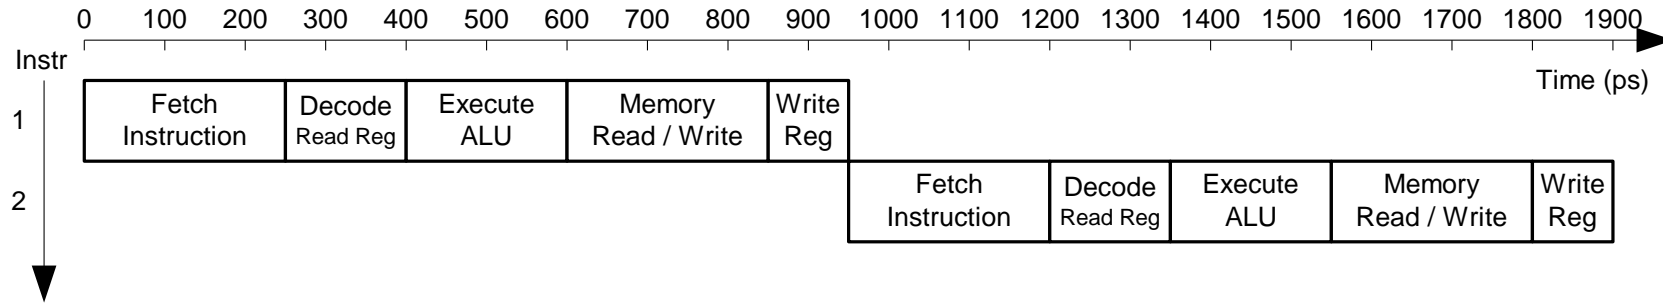 0 100 200 300 400 500 600 700 800 900 1000 1100 1200 1300 1400 1500 1600 1700 1800 1900
Instr
Time (ps)
1
Fetch
Instruction
Decode
Read Reg
Execute
ALU
Memory
Read / Write
Write
Reg
2
Fetch
Instruction
Decode
Read Reg
Execute
ALU
Memory
Read / Write
Write
Reg